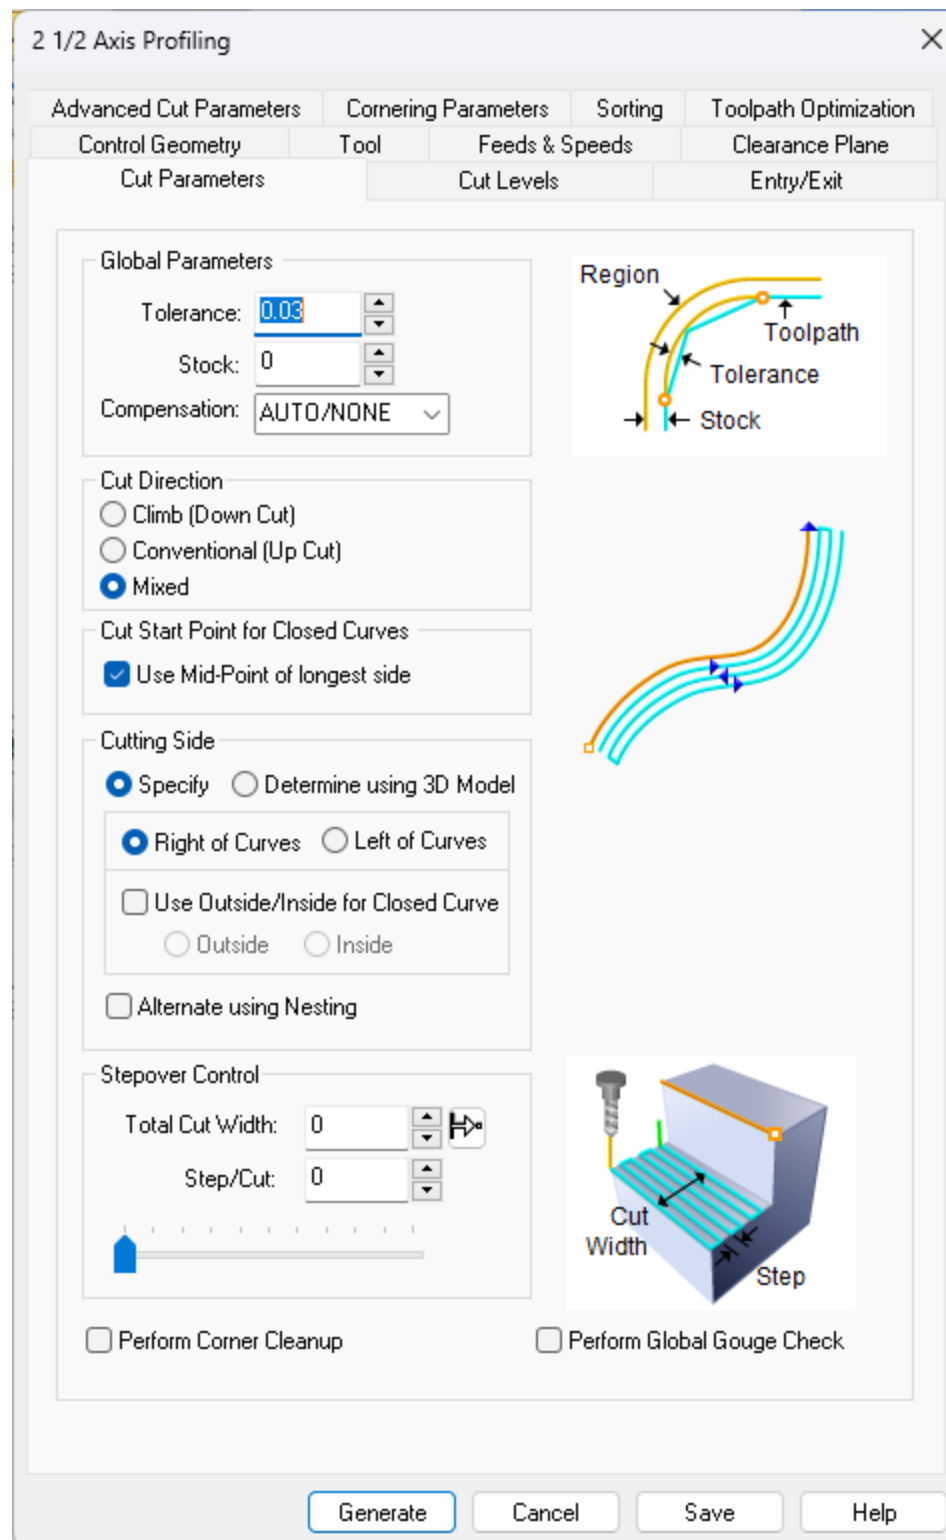 2 1/2 Axis Profiling
Advanced Cut Parameters Cornering Parameters Sorting Toolpath Optimization
Control Geometry Tool Feeds & Speeds Clearance Plane
Cut Parameters Cut Levels Entry/Exit
Global Parameters
Tolerance: 0.03
Stock: 0
Compensation: AUTO/NONE
Region
Toolpath
Tolerance
Stock
Cut Direction
Climb (Down Cut)
Conventional (Up Cut)
Mixed
Cut Start Point for Closed Curves
Use Mid-Point of longest side
Cutting Side
Specify Determine using 3D Model
Right of Curves Left of Curves
Use Outside/Inside for Closed Curve
Outside Inside
Alternate using Nesting
Stepover Control
Total Cut Width: 0
Step/Cut: 0
Cut
Width
Step
Perform Corner Cleanup Perform Global Gouge Check
Generate Cancel Save Help